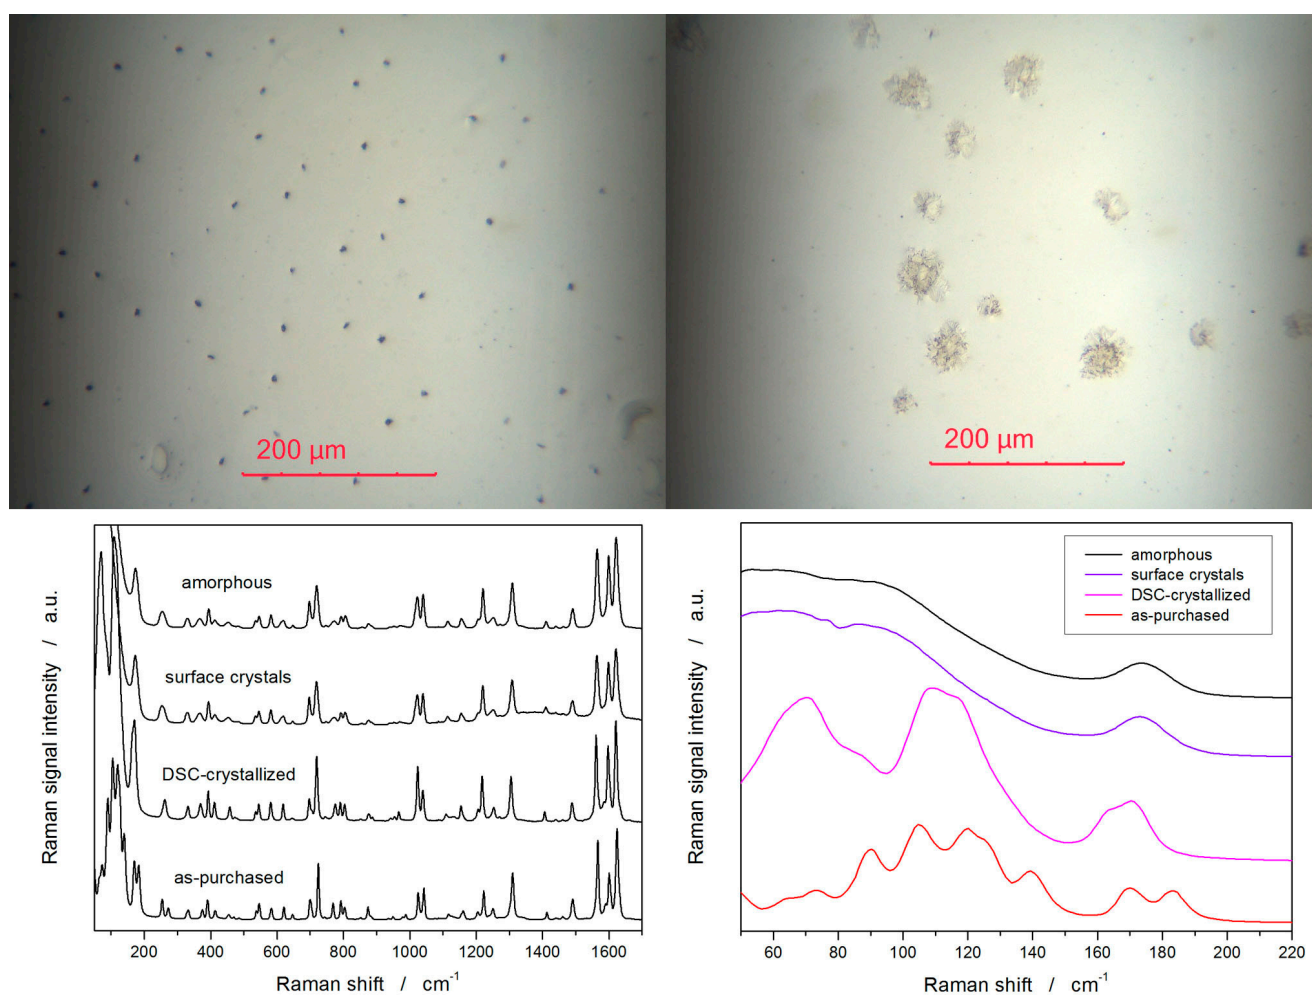 200 µm
200 µm
amorphous
surface crystals
DSC-crystallized
as-purchased
Raman signal intensity / a.u.
200 400 600 800 1000 1200 1400 1600
Raman shift / cm-1
amorphous
surface crystals
DSC-crystallized
as-purchased
Raman signal intensity / a.u.
60 80 100 120 140 160 180 200 220
Raman shift / cm-1